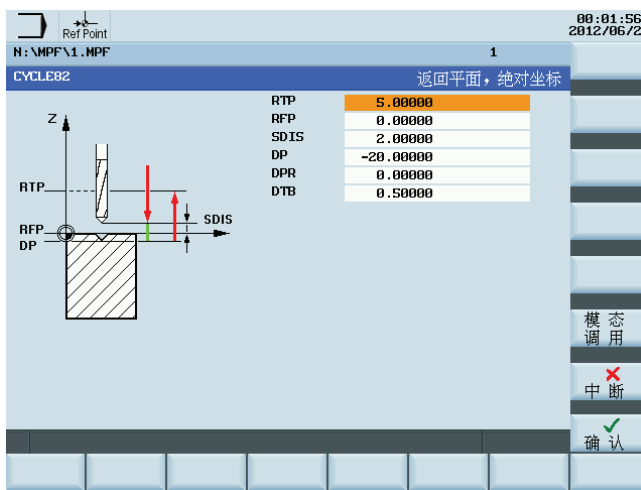 Ref Point
00:01:56
2012/06/2
N:\MPF\1.MPF 1
CYCLE82 返回平面，绝对坐标
RTP 5.00000
RFP 0.00000
SDIS 2.00000
DP -20.00000
DPR 0.00000
DTB 0.50000
Z
RTP
SDIS
RFP
DP
模态
调用
中断
确认